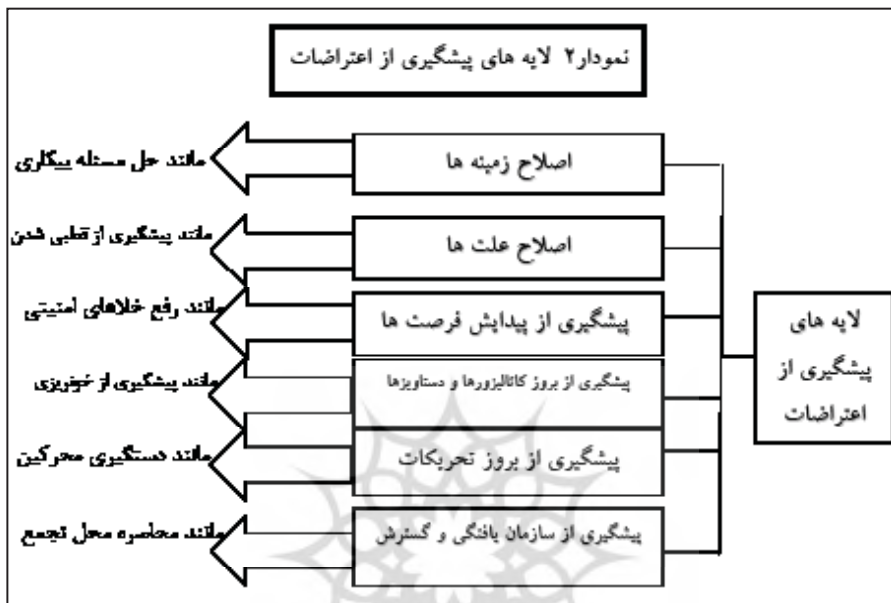 نمودار۲ لایه های پیشگیری از اعتراضات
اصلاح زمینه ها
مانند حل مسئله بیکاری
اصلاح علت ها
مانند پیشگیری از قطبی شدن
پیشگیری از پیدایش فرصت ها
مانند رفع خلاهای امنیتی
پیشگیری از بروز کاتالیزورها و دستاویزها
مانند پیشگیری از خونریزی
پیشگیری از بروز تحریکات
مانند دستگیری محرکین
پیشگیری از سازمان یافتگی و گسترش
مانند محاصره محل تجمع
لایه های
پیشگیری از
اعتراضات